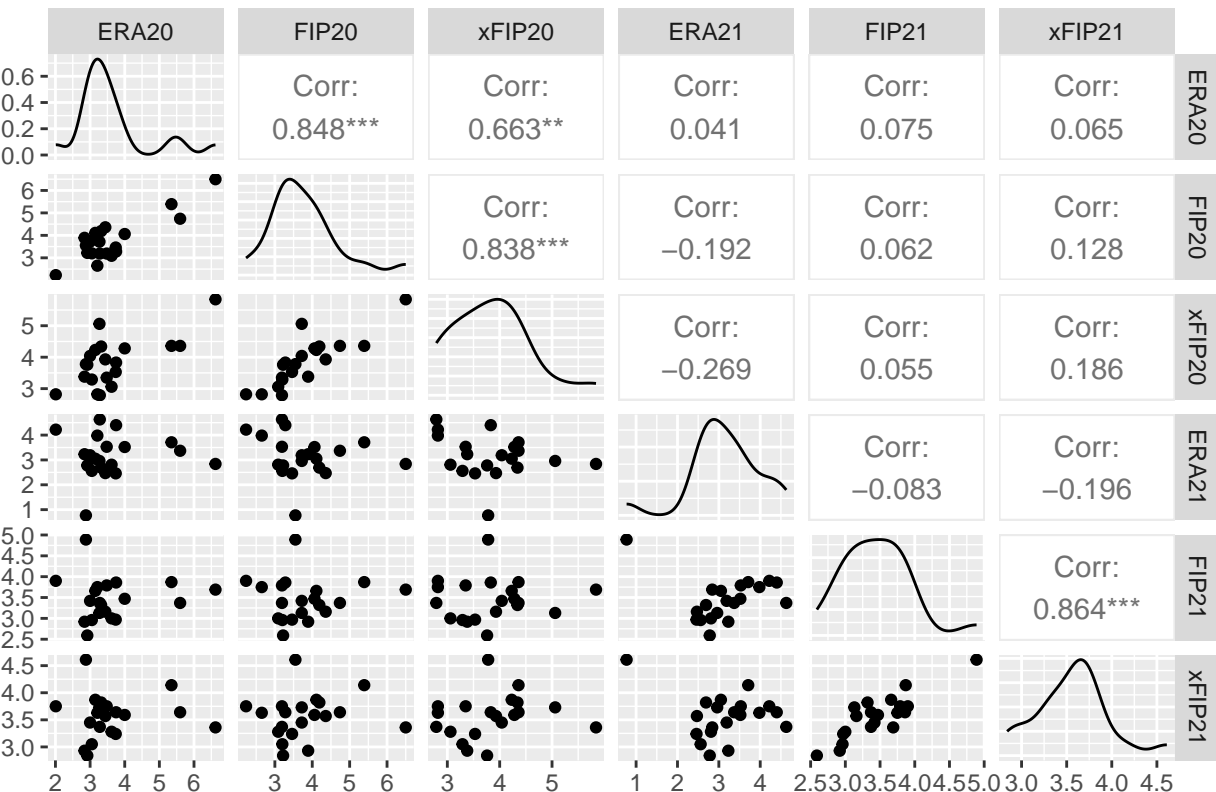 ERA20 FIP20 xFIP20 ERA21 FIP21 xFIP21
0.6
0.4
0.2
0.0
Corr:
0.848***
Corr:
0.663**
Corr:
0.041
Corr:
0.075
Corr:
0.065
ERA20
6
5
4
3
Corr:
0.838***
Corr:
−0.192
Corr:
0.062
Corr:
0.128
FIP20
5
4
3
Corr:
−0.269
Corr:
0.055
Corr:
0.186
xFIP20
4
3
2
1
Corr:
−0.083
Corr:
−0.196
ERA21
5.0
4.5
4.0
3.5
3.0
2.5
Corr:
0.864***
FIP21
4.5
4.0
3.5
3.0
xFIP21
2 3 4 5 6 3 4 5 6 3 4 5 1 2 3 4 2.5 3.0 3.5 4.0 4.5 5.0 3.0 3.5 4.0 4.5